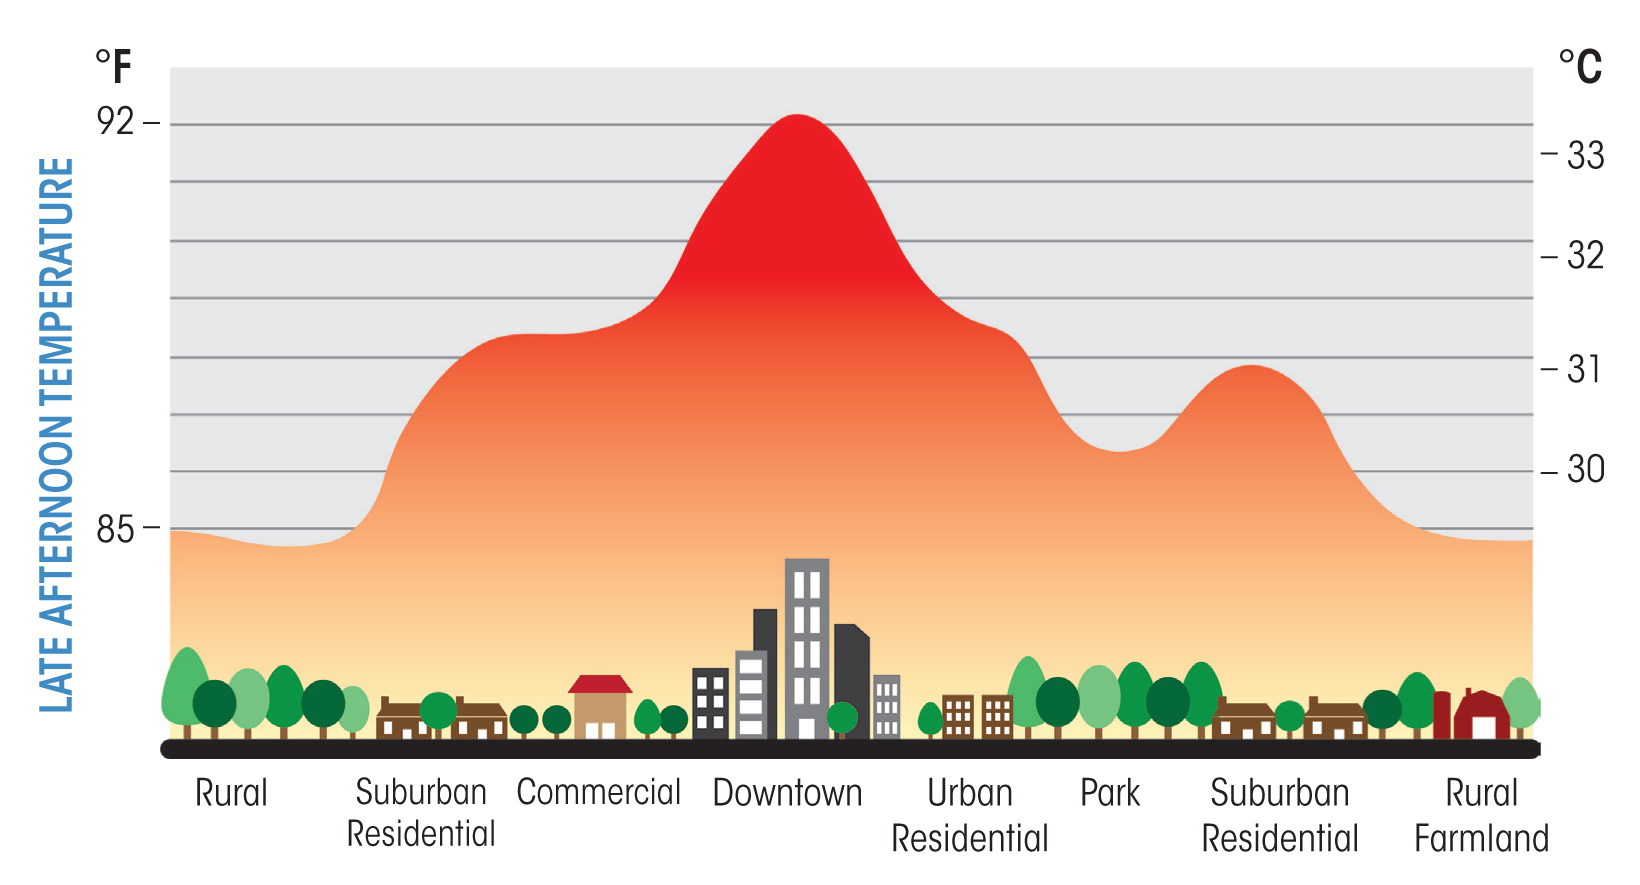 °F
°C
92
85
33
32
31
30
LATE AFTERNOON TEMPERATURE
Rural
Suburban
Residential
Commercial
Downtown
Urban
Residential
Park
Suburban
Residential
Rural
Farmland